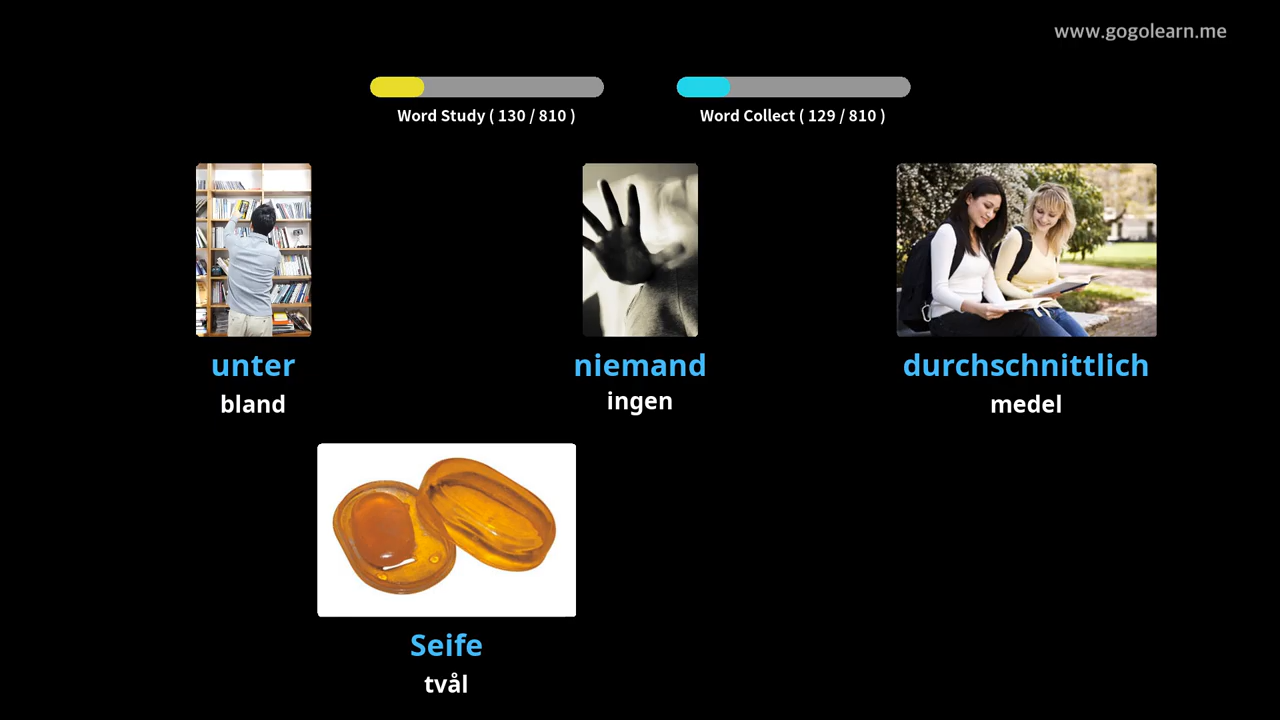 www.gogolearn.me
Word Study ( 130 / 810 )
Word Collect ( 129 / 810 )
unter
bland
niemand
ingen
durchschnittlich
medel
Seife
tvål